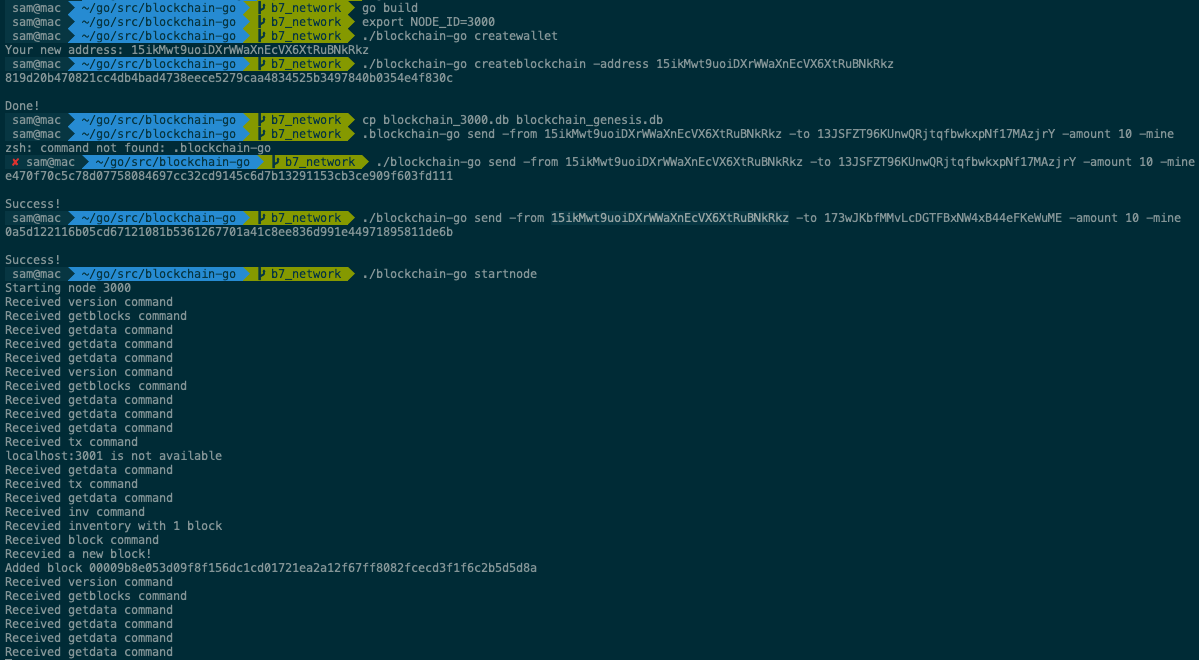 sam@mac ~/go/src/blockchain-go b7_network go build
sam@mac ~/go/src/blockchain-go b7_network export NODE_ID=3000
sam@mac ~/go/src/blockchain-go b7_network ./blockchain-go createwallet
Your new address: 15ikMwt9uoiDXrWWaXnEcVX6XtRuBNkRkz
sam@mac ~/go/src/blockchain-go b7_network ./blockchain-go createblockchain -address 15ikMwt9uoiDXrWWaXnEcVX6XtRuBNkRkz
819d20b470821cc4db4bad4738eece5279caa4834525b3497840b0354e4f830c
Done!
sam@mac ~/go/src/blockchain-go b7_network cp blockchain_3000.db blockchain_genesis.db
sam@mac ~/go/src/blockchain-go b7_network .blockchain-go send -from 15ikMwt9uoiDXrWWaXnEcVX6XtRuBNkRkz -to 13JSFZT96KUnwQRjtqfbwkxpNf17MAzjrY -amount 10 -mine
zsh: command not found: .blockchain-go
✘ sam@mac ~/go/src/blockchain-go b7_network ./blockchain-go send -from 15ikMwt9uoiDXrWWaXnEcVX6XtRuBNkRkz -to 13JSFZT96KUnwQRjtqfbwkxpNf17MAzjrY -amount 10 -mine
e470f70c5c78d07758084697cc32cd9145c6d7b13291153cb3ce909f603fd111
Success!
sam@mac ~/go/src/blockchain-go b7_network ./blockchain-go send -from 15ikMwt9uoiDXrWWaXnEcVX6XtRuBNkRkz -to 173wJKbfMMvLcDGTFBxNW4xB44eFKeWuME -amount 10 -mine
0a5d122116b05cd67121081b5361267701a41c8ee836d991e44971895811de6b
Success!
sam@mac ~/go/src/blockchain-go b7_network ./blockchain-go startnode
Starting node 3000
Received version command
Received getblocks command
Received getdata command
Received getdata command
Received getdata command
Received version command
Received getblocks command
Received getdata command
Received getdata command
Received getdata command
Received tx command
localhost:3001 is not available
Received getdata command
Received tx command
Received getdata command
Received inv command
Recevied inventory with 1 block
Received block command
Recevied a new block!
Added block 00009b8e053d09f8f156dc1cd01721ea2a12f67ff8082fcecd3f1f6c2b5d5d8a
Received version command
Received getblocks command
Received getdata command
Received getdata command
Received getdata command
Received getdata command